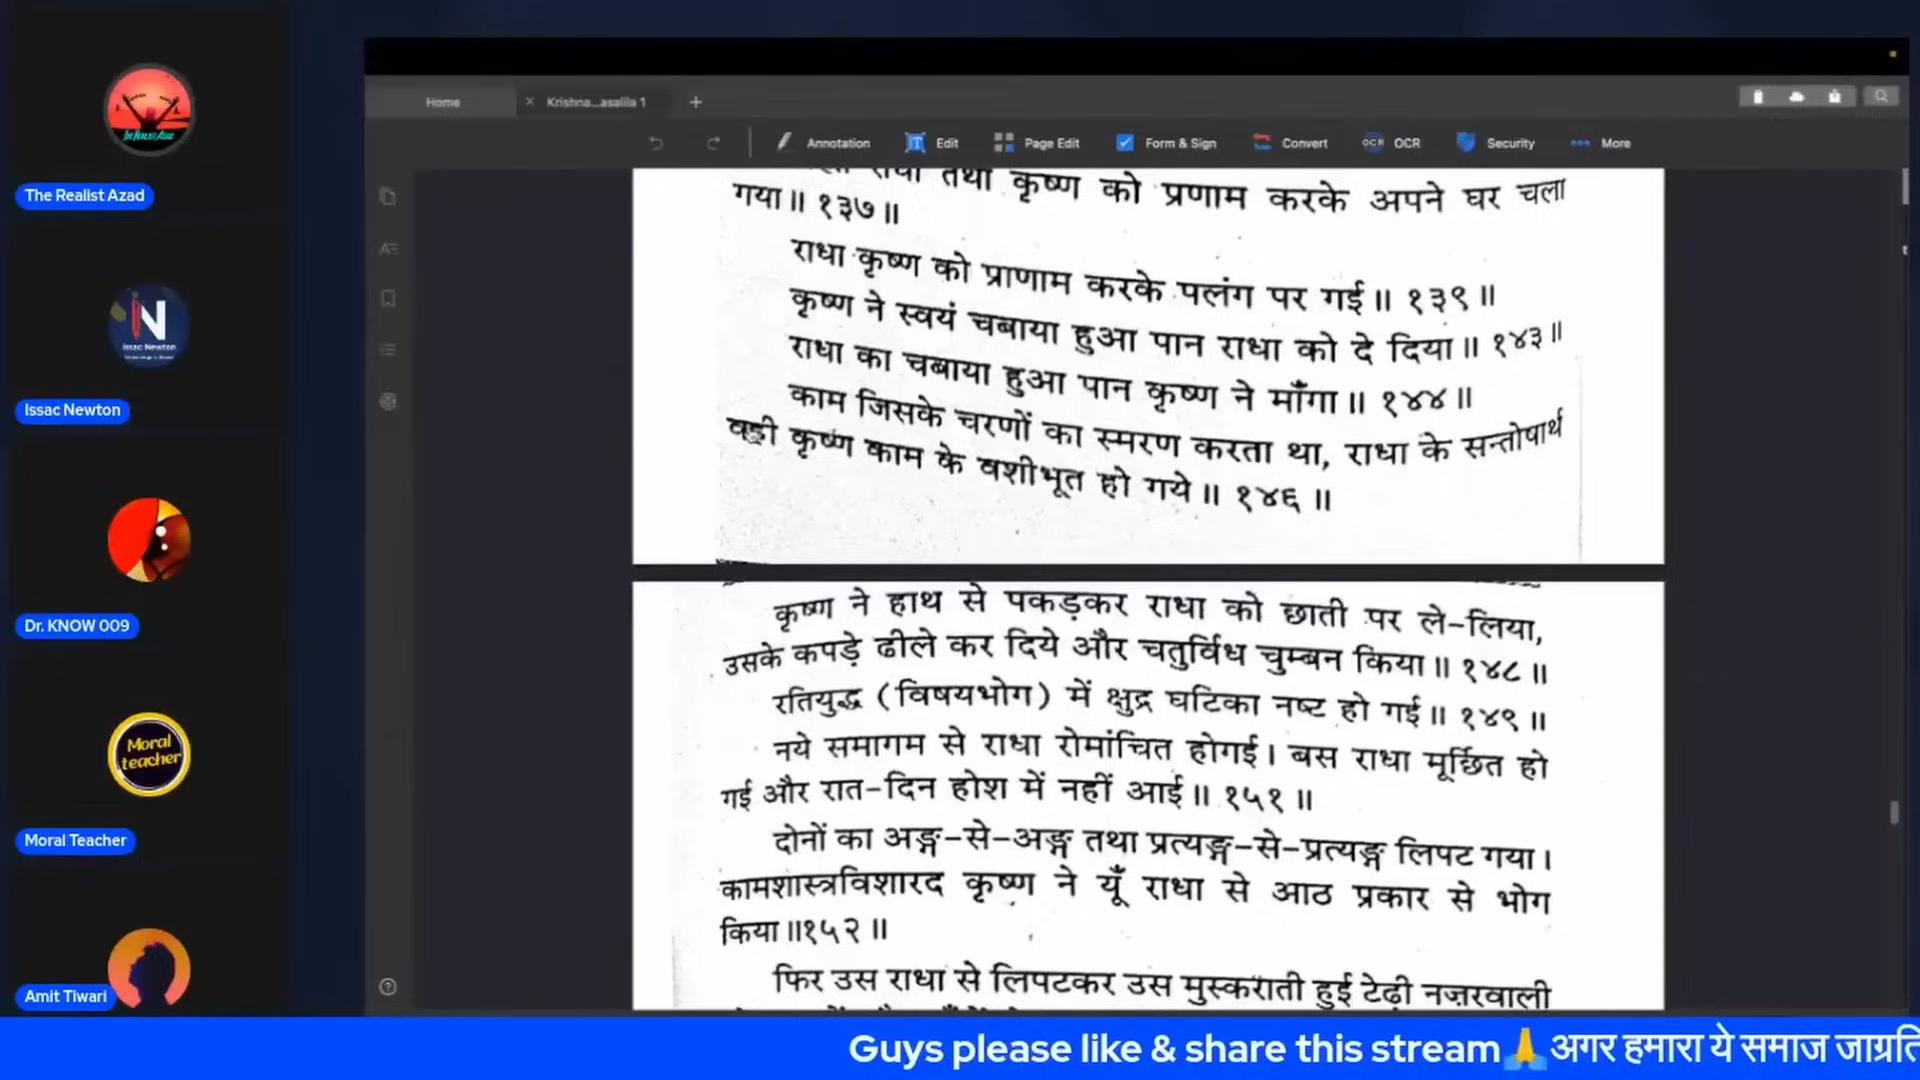 The Realist Azad
Issac Newton
Issac Newton
Dr. KNOW 009
Moral
teacher
Moral Teacher
Amit Tiwari
Home
Krishna...asalila 1
Annotation
Edit
Page Edit
Form & Sign
Convert
OCR
OCR
Security
More
तथा कृष्ण को प्रणाम करके अपने घर चला
गया॥ १३७॥
राधा कृष्ण को प्राणाम करके पलंग पर गई॥ १३९॥
कृष्ण ने स्वयं चबाया हुआ पान राधा को दे दिया॥ १४३॥
राधा का चबाया हुआ पान कृष्ण ने माँगा॥ १४४॥
काम जिसके चरणों का स्मरण करता था, राधा के सन्तोषार्थ
वही कृष्ण काम के वशीभूत हो गये॥ १४६॥
कृष्ण ने हाथ से पकड़कर राधा को छाती पर ले-लिया,
उसके कपड़े ढीले कर दिये और चतुर्विध चुम्बन किया॥ १४८॥
रतियुद्ध (विषयभोग) में क्षुद्र घटिका नष्ट हो गई॥ १४९॥
नये समागम से राधा रोमांचित होगई। बस राधा मूर्छित हो
गई और रात-दिन होश में नहीं आई॥ १५१॥
दोनों का अङ्ग-से-अङ्ग तथा प्रत्यङ्ग-से-प्रत्यङ्ग लिपट गया।
कामशास्त्रविशारद कृष्ण ने यूँ राधा से आठ प्रकार से भोग
किया॥१५२॥
फिर उस राधा से लिपटकर उस मुस्कराती हुई टेढ़ी नज़रवाली
Guys please like & share this stream🙏अगर हमारा ये समाज जाग्रति